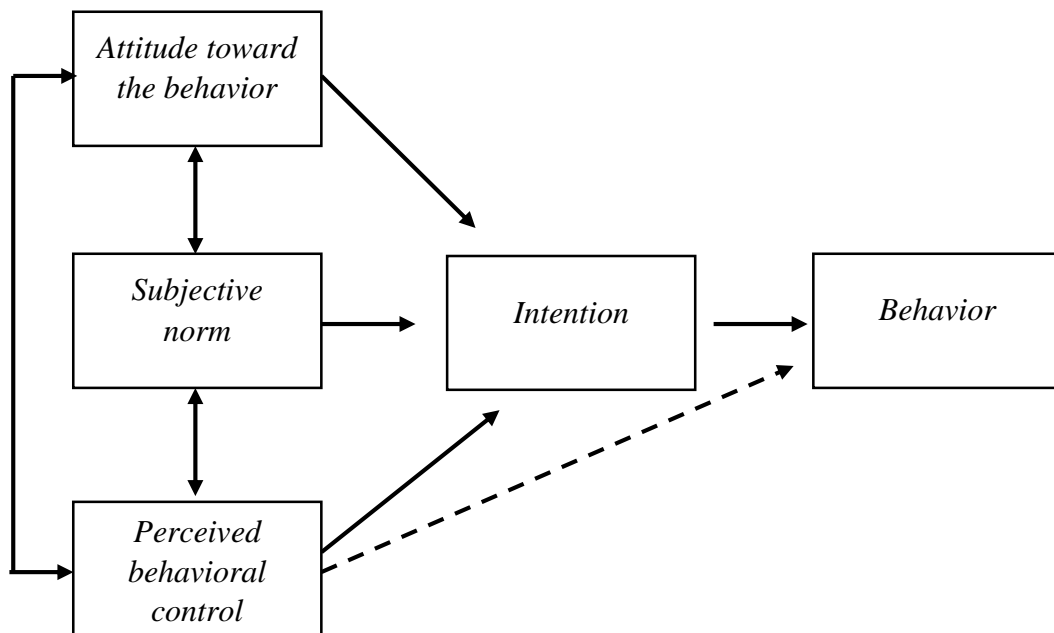 Attitude toward
the behavior
Subjective
norm
Intention
Behavior
Perceived
behavioral
control